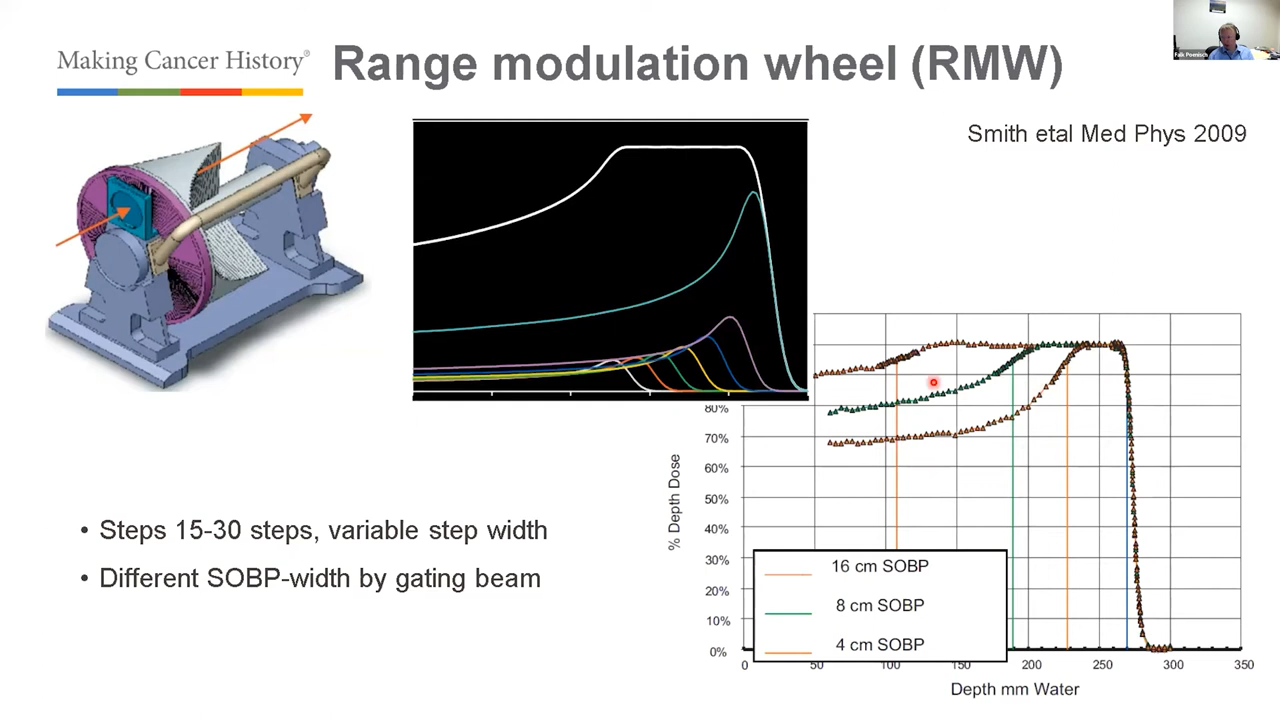 Making Cancer History®
Range modulation wheel (RMW)
Falk Poenisch
Smith etal Med Phys 2009
• Steps 15-30 steps, variable step width
• Different SOBP-width by gating beam
% Depth Dose
80%
70%
60%
50%
40%
30%
20%
10%
0%
16 cm SOBP
8 cm SOBP
4 cm SOBP
0 50 100 150 200 250 300 350
Depth mm Water